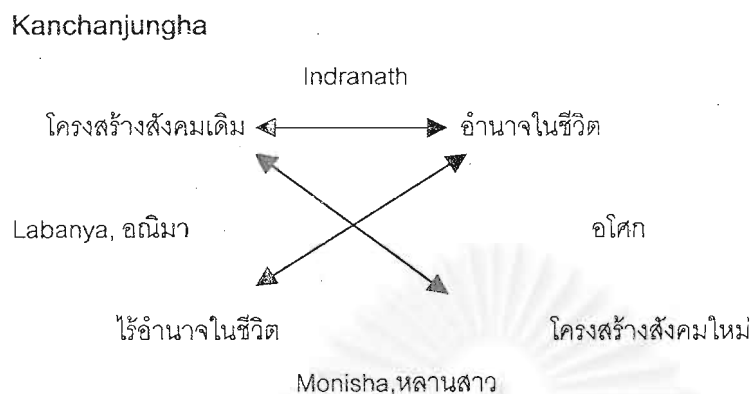 Kanchanjungha
Indranath
โครงสร้างสังคมเดิม อำนาจในชีวิต
Labanya, อณิมา อโศก
ไร้อำนาจในชีวิต โครงสร้างสังคมใหม่
Monisha,หลานสาว